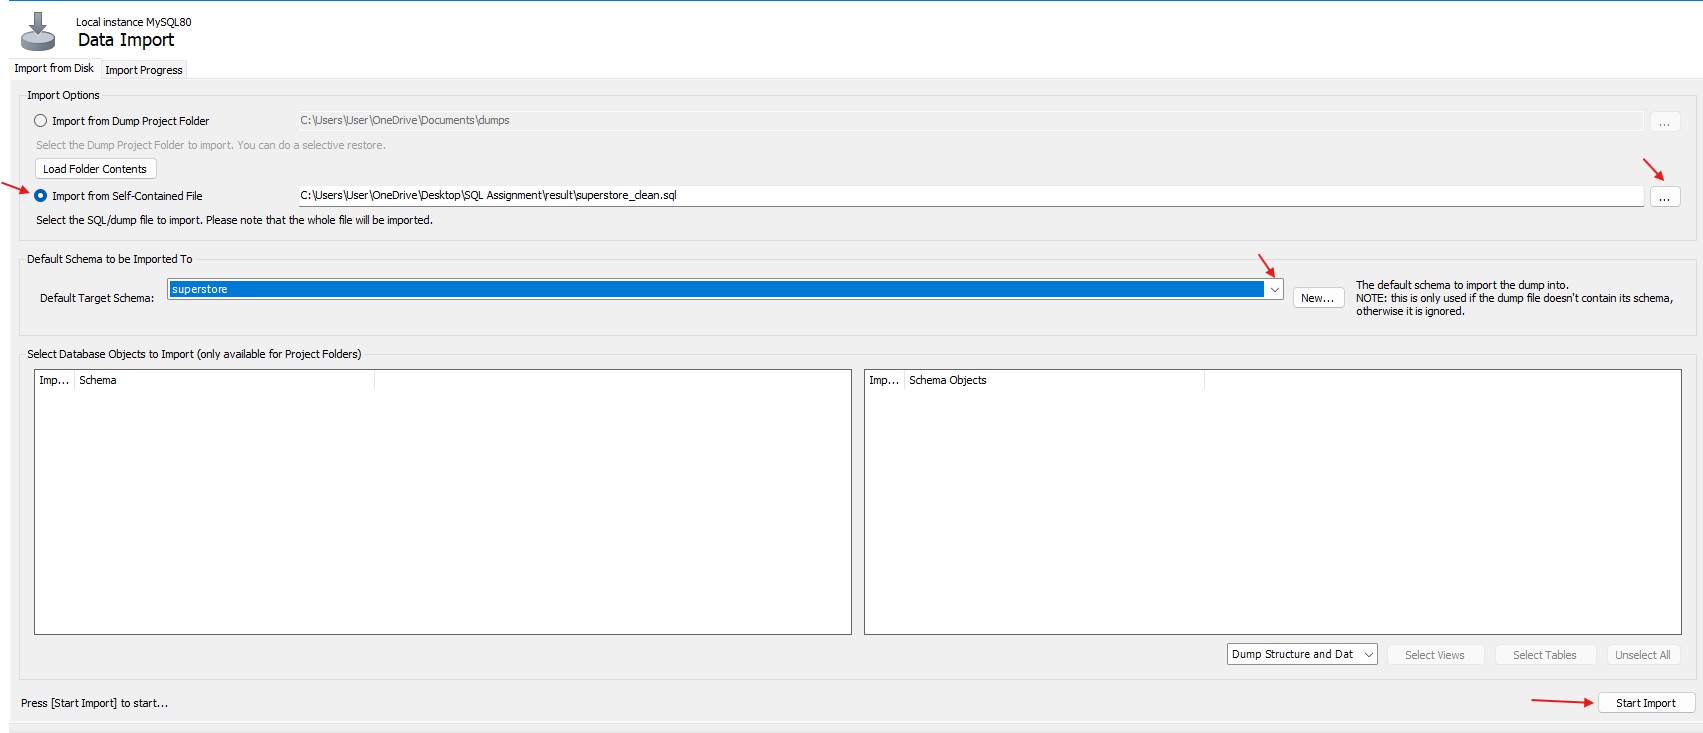 Local instance MySQL80
Data Import
Import from Disk
Import Progress
Import Options
Import from Dump Project Folder
C:\Users\User\OneDrive\Documents\dumps
...
Select the Dump Project Folder to import. You can do a selective restore.
Load Folder Contents
Import from Self-Contained File
C:\Users\User\OneDrive\Desktop\SQL Assignment\result\superstore_clean.sql
...
Select the SQL/dump file to import. Please note that the whole file will be imported.
Default Schema to be Imported To
Default Target Schema:
superstore
New...
The default schema to import the dump into.
NOTE: this is only used if the dump file doesn't contain its schema,
otherwise it is ignored.
Select Database Objects to Import (only available for Project Folders)
Imp... Schema
Imp... Schema Objects
Dump Structure and Dat
Select Views
Select Tables
Unselect All
Press [Start Import] to start...
Start Import